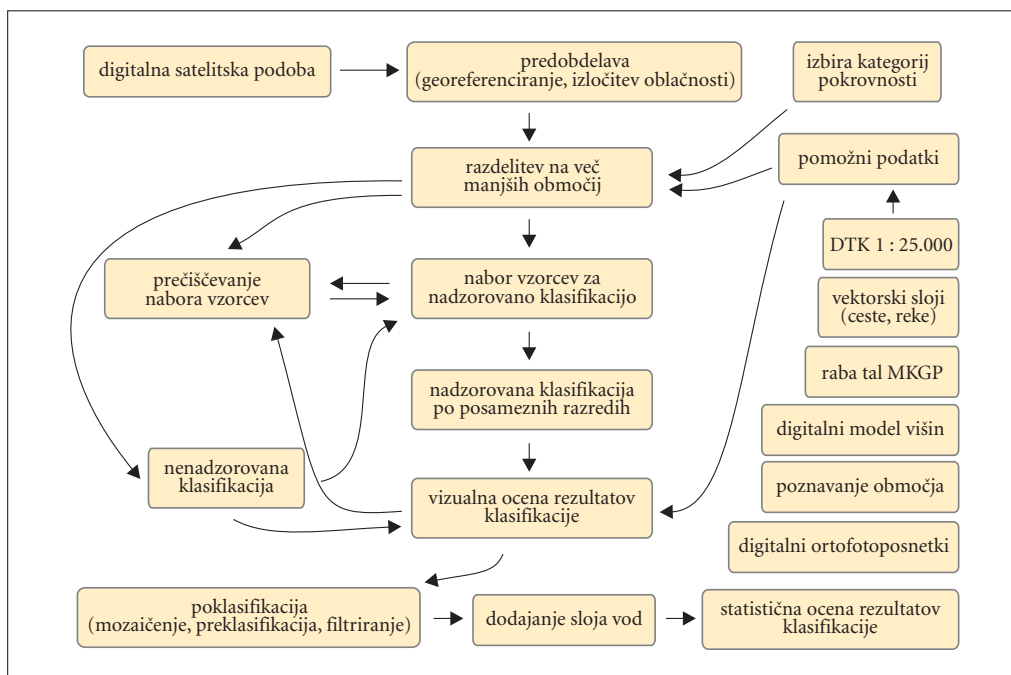 digitalna satelitska podoba
predobdelava
(georeferenciranje, izločitev oblačnosti)
izbira kategorij
pokrovnosti
razdelitev na več
manjših območij
pomožni podatki
DTK 1 : 25.000
prečiščevanje
nabora vzorcev
nabor vzorcev za
nadzorovano klasifikacijo
vektorski sloji
(ceste, reke)
raba tal MKGP
nadzorovana klasifikacija
po posameznih razredih
digitalni model višin
nenadzorovana
klasifikacija
vizualna ocena rezultatov
klasifikacije
poznavanje območja
digitalni ortofotoposnetki
poklasifikacija
(mozaičenje, preklasifikacija, filtriranje)
dodajanje sloja vod
statistična ocena rezultatov
klasifikacije